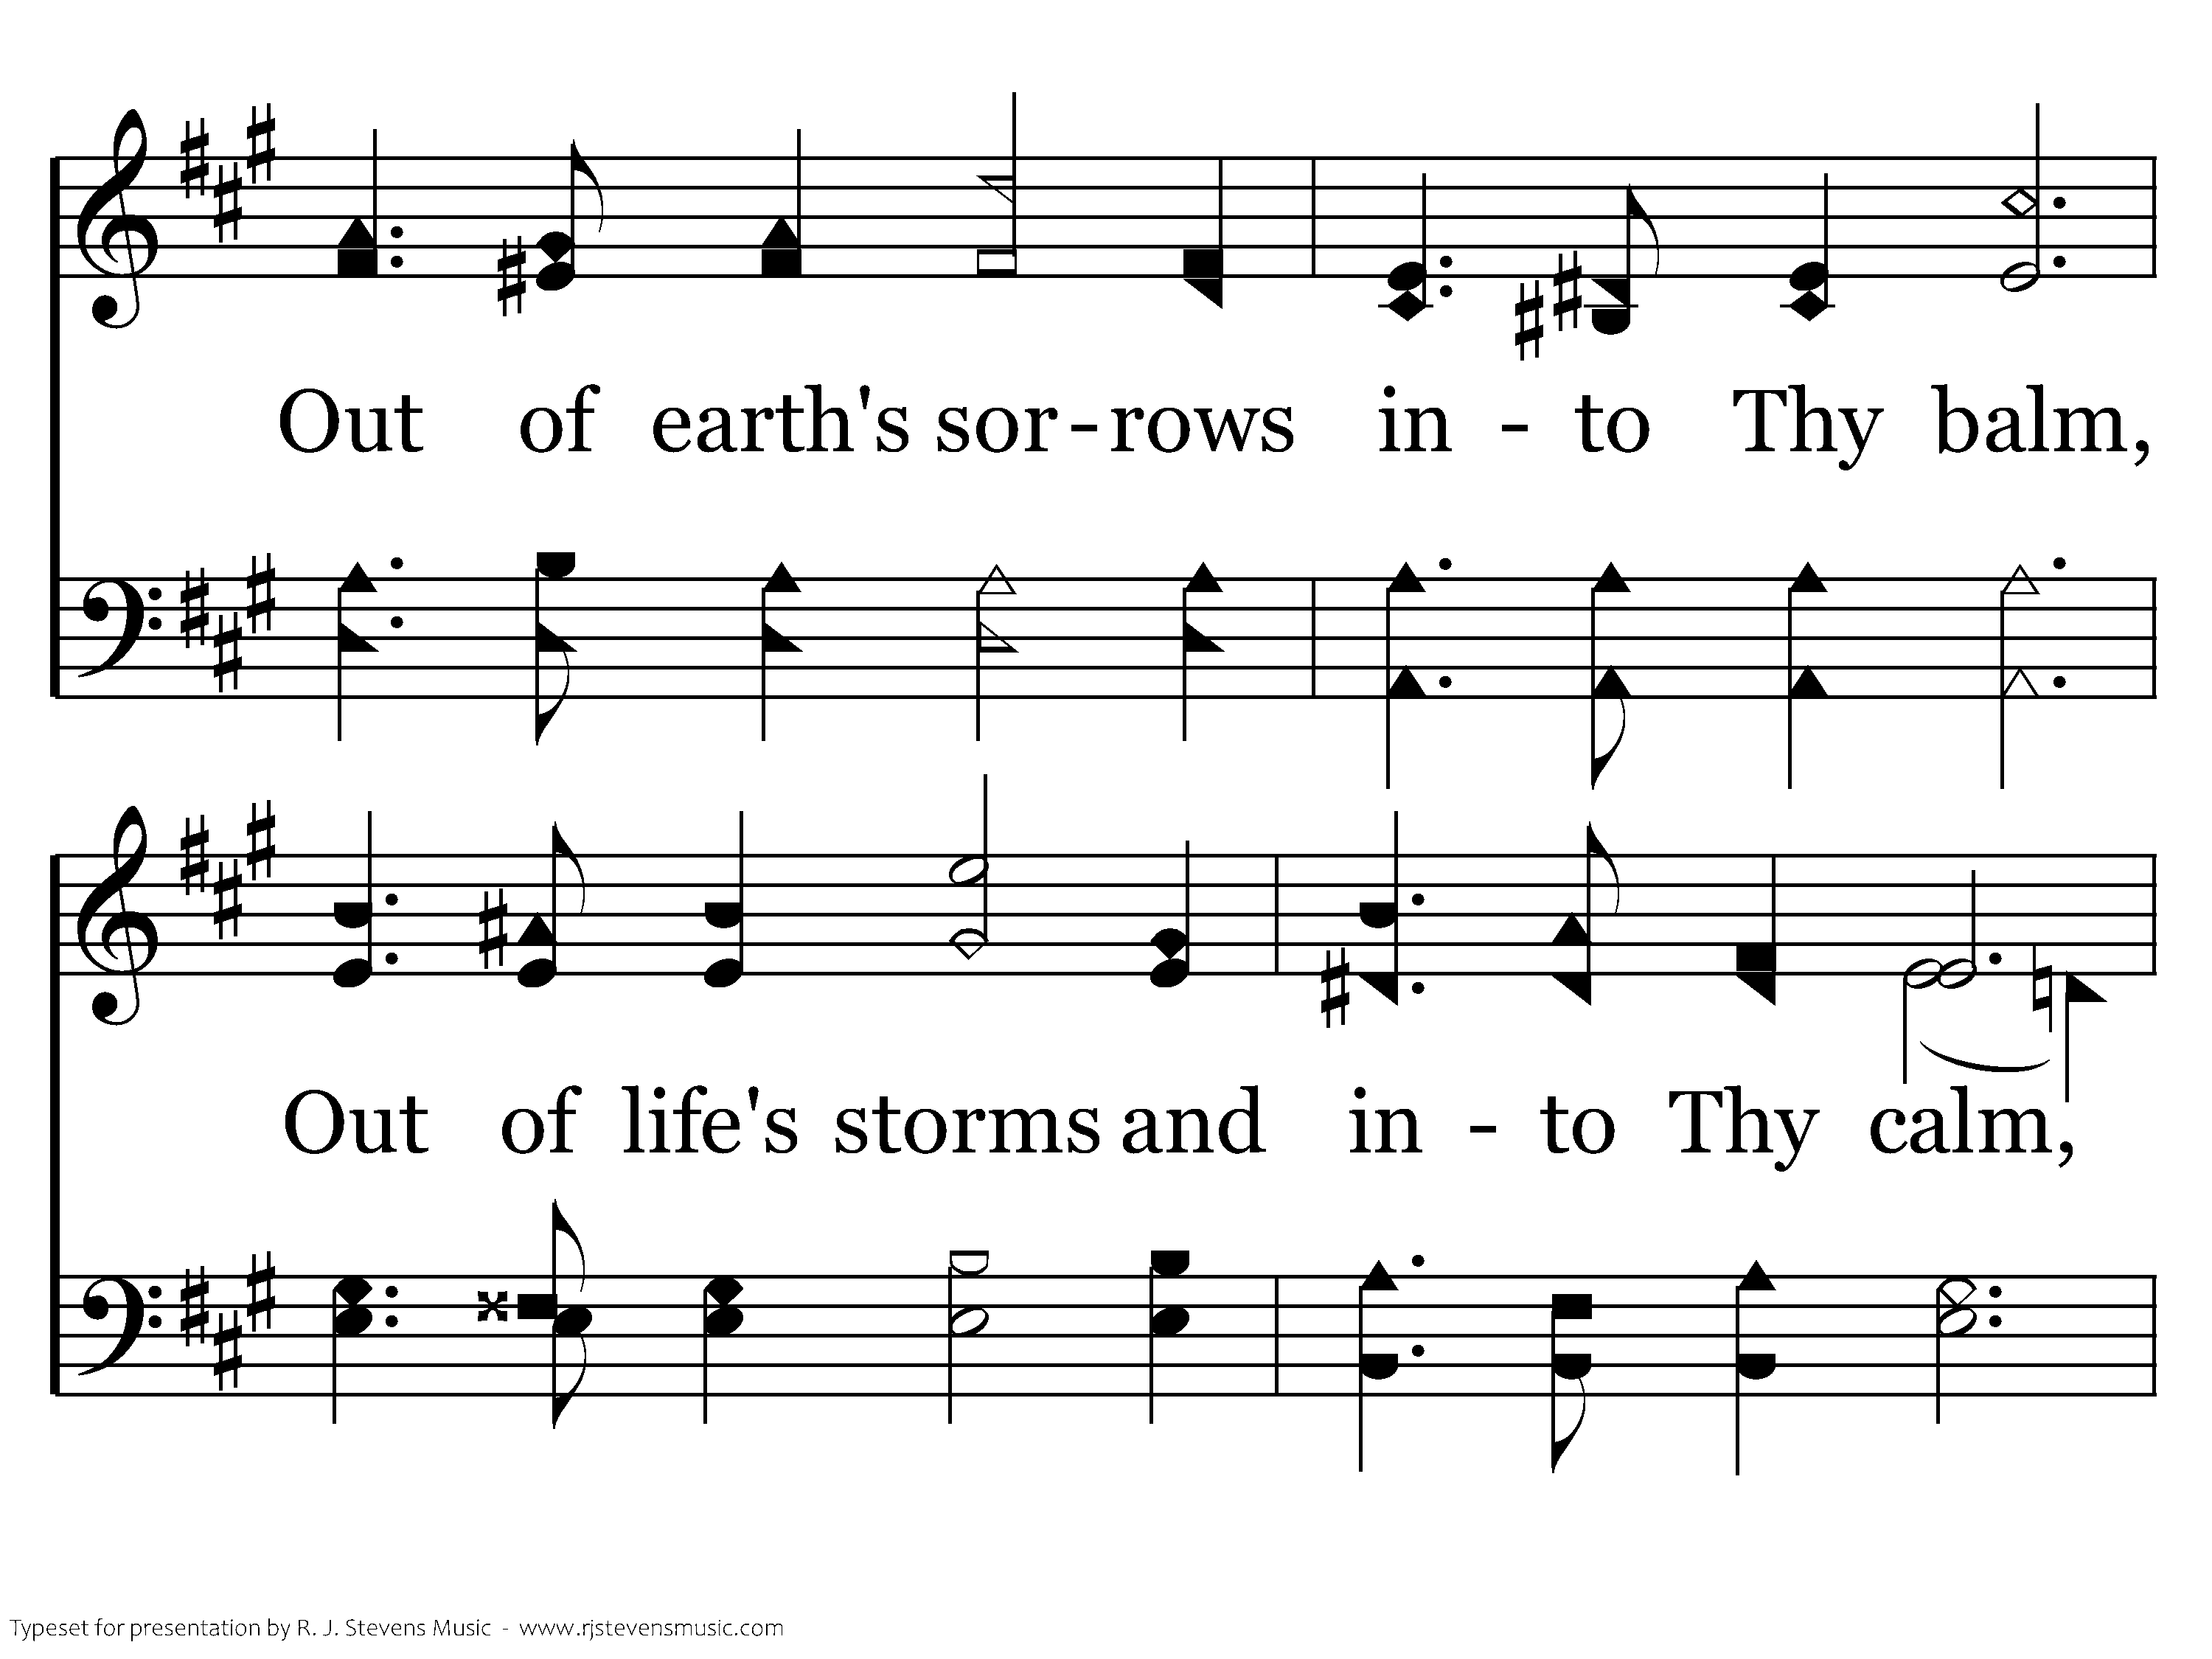 Out of earth's sor-rows in - to Thy balm,
Out of life's storms and in - to Thy calm,
Typeset for presentation by R. J. Stevens Music - www.rjstevensmusic.com